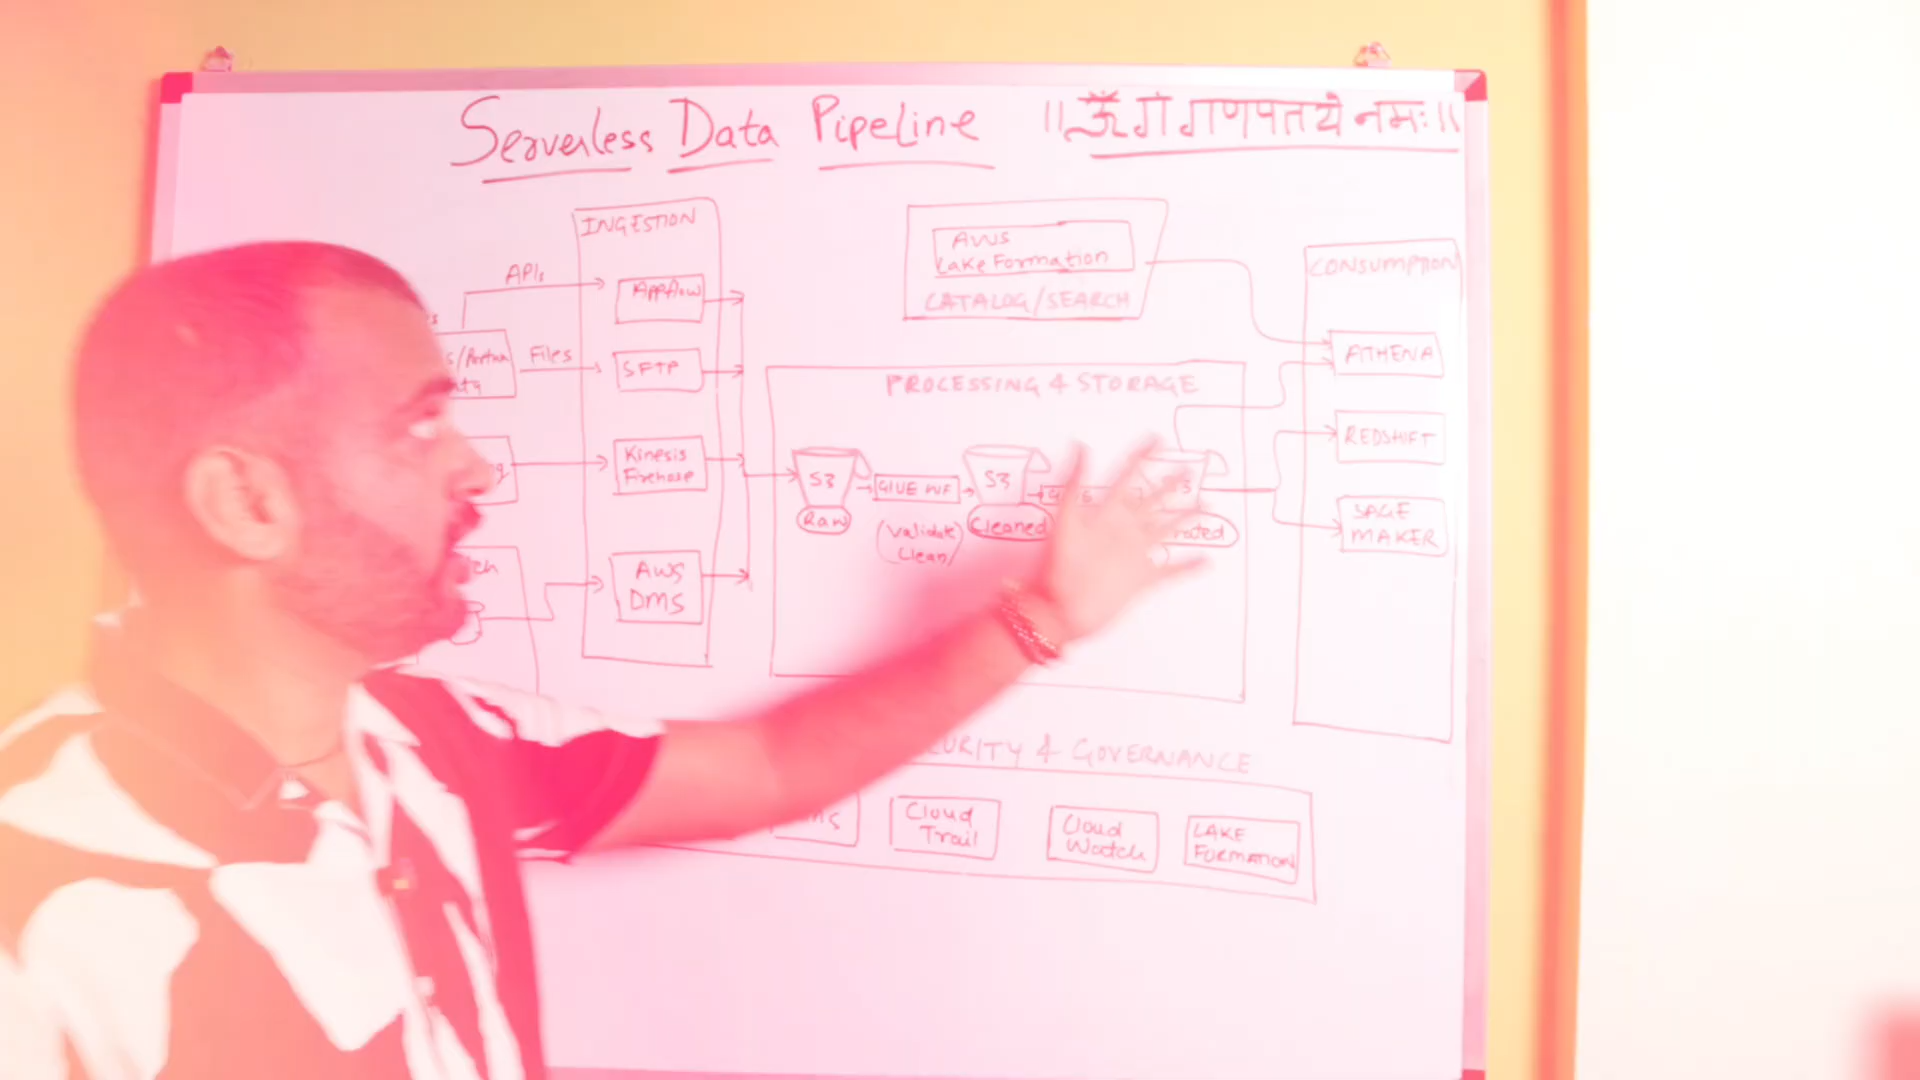 Serverless Data Pipeline
||ॐ गं गणपतये नमः||
INGESTION
APIs
Appflow
Files
SFTP
Kinesis
Firehose
AWS
DMS
AWS
Lake Formation
CATALOG/SEARCH
PROCESSING & STORAGE
S3
Raw
GlUE WF
(Validate
Clean)
S3
Cleaned
CONSUMPTION
ATHENA
REDSHIFT
SAGE
MAKER
& GOVERNANCE
Cloud
Trail
Cloud
Watch
LAKE
FORMATION